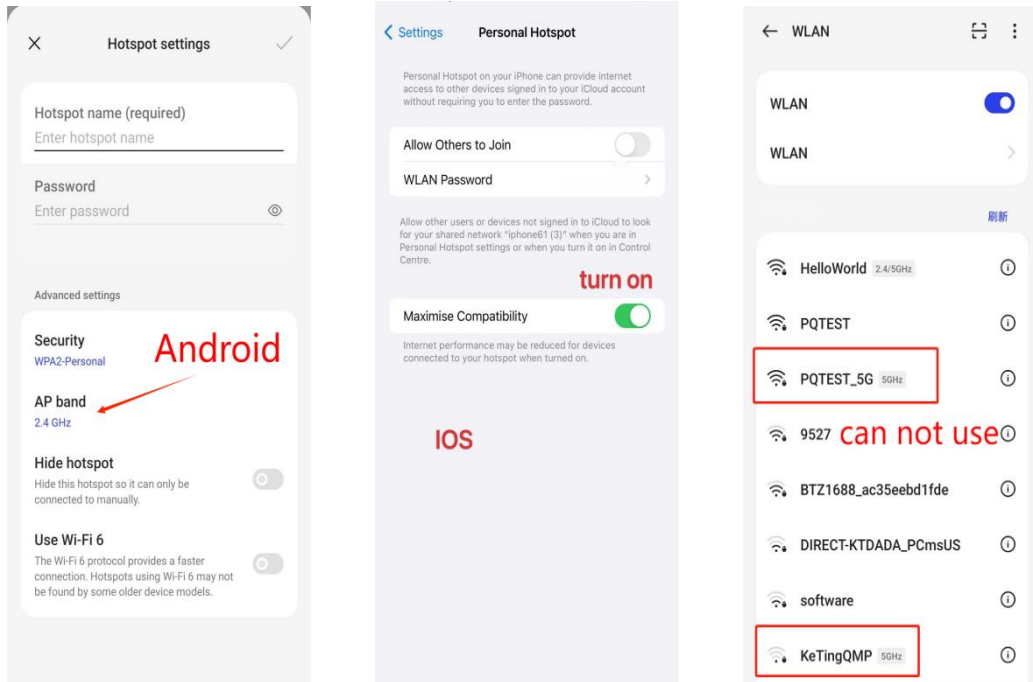 Hotspot settings
Hotspot name (required)
Enter hotspot name
Password
Enter password
Advanced settings
Security
WPA2-Personal
Android
AP band
2.4 GHz
Hide hotspot
Hide this hotspot so it can only be
connected to manually.
Use Wi-Fi 6
The Wi-Fi 6 protocol provides a faster
connection. Hotspots using Wi-Fi 6 may not
be found by some older device models.
Settings
Personal Hotspot
Personal Hotspot on your iPhone can provide internet
access to other devices signed in to your iCloud account
without requiring you to enter the password.
Allow Others to Join
WLAN Password
Allow other users or devices not signed in to iCloud to look
for your shared network "iphone61 (3)" when you are in
Personal Hotspot settings or when you turn it on in Control
Centre.
turn on
Maximise Compatibility
Internet performance may be reduced for devices
connected to your hotspot when turned on.
IOS
WLAN
WLAN
WLAN
刷新
HelloWorld 2.4/5GHz
PQTEST
PQTEST_5G 5GHz
9527 can not use
BTZ1688_ac35eebd1fde
DIRECT-KTDADA_PCmsUS
software
KeTingQMP 5GHz